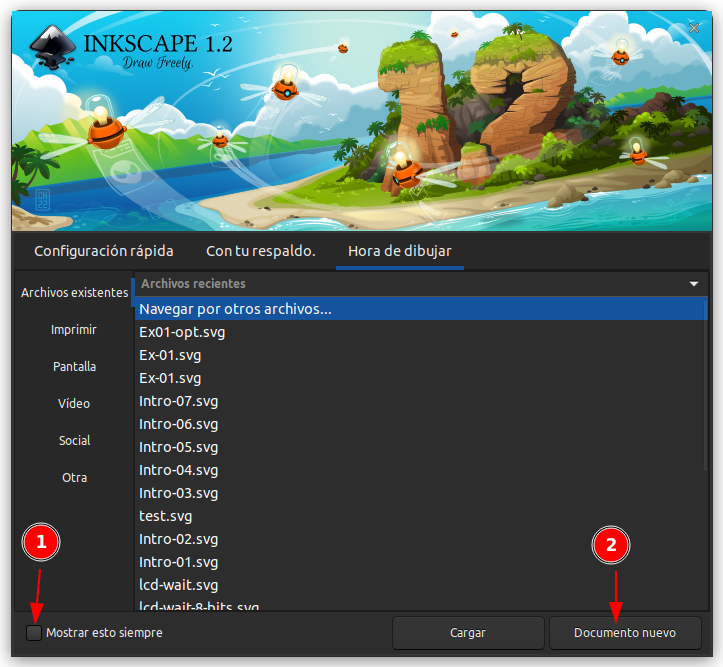 INKSCAPE 1.2
Draw Freely.
Configuración rápida
Con tu respaldo.
Hora de dibujar
Archivos existentes
Imprimir
Pantalla
Vídeo
Social
Otra
Archivos recientes
Navegar por otros archivos...
Ex01-opt.svg
Ex-01.svg
Ex-01.svg
Intro-07.svg
Intro-06.svg
Intro-05.svg
Intro-04.svg
Intro-03.svg
test.svg
Intro-02.svg
Intro-01.svg
lcd-wait.svg
lcd-wait-8-bits.svg
1
2
Mostrar esto siempre
Cargar
Documento nuevo